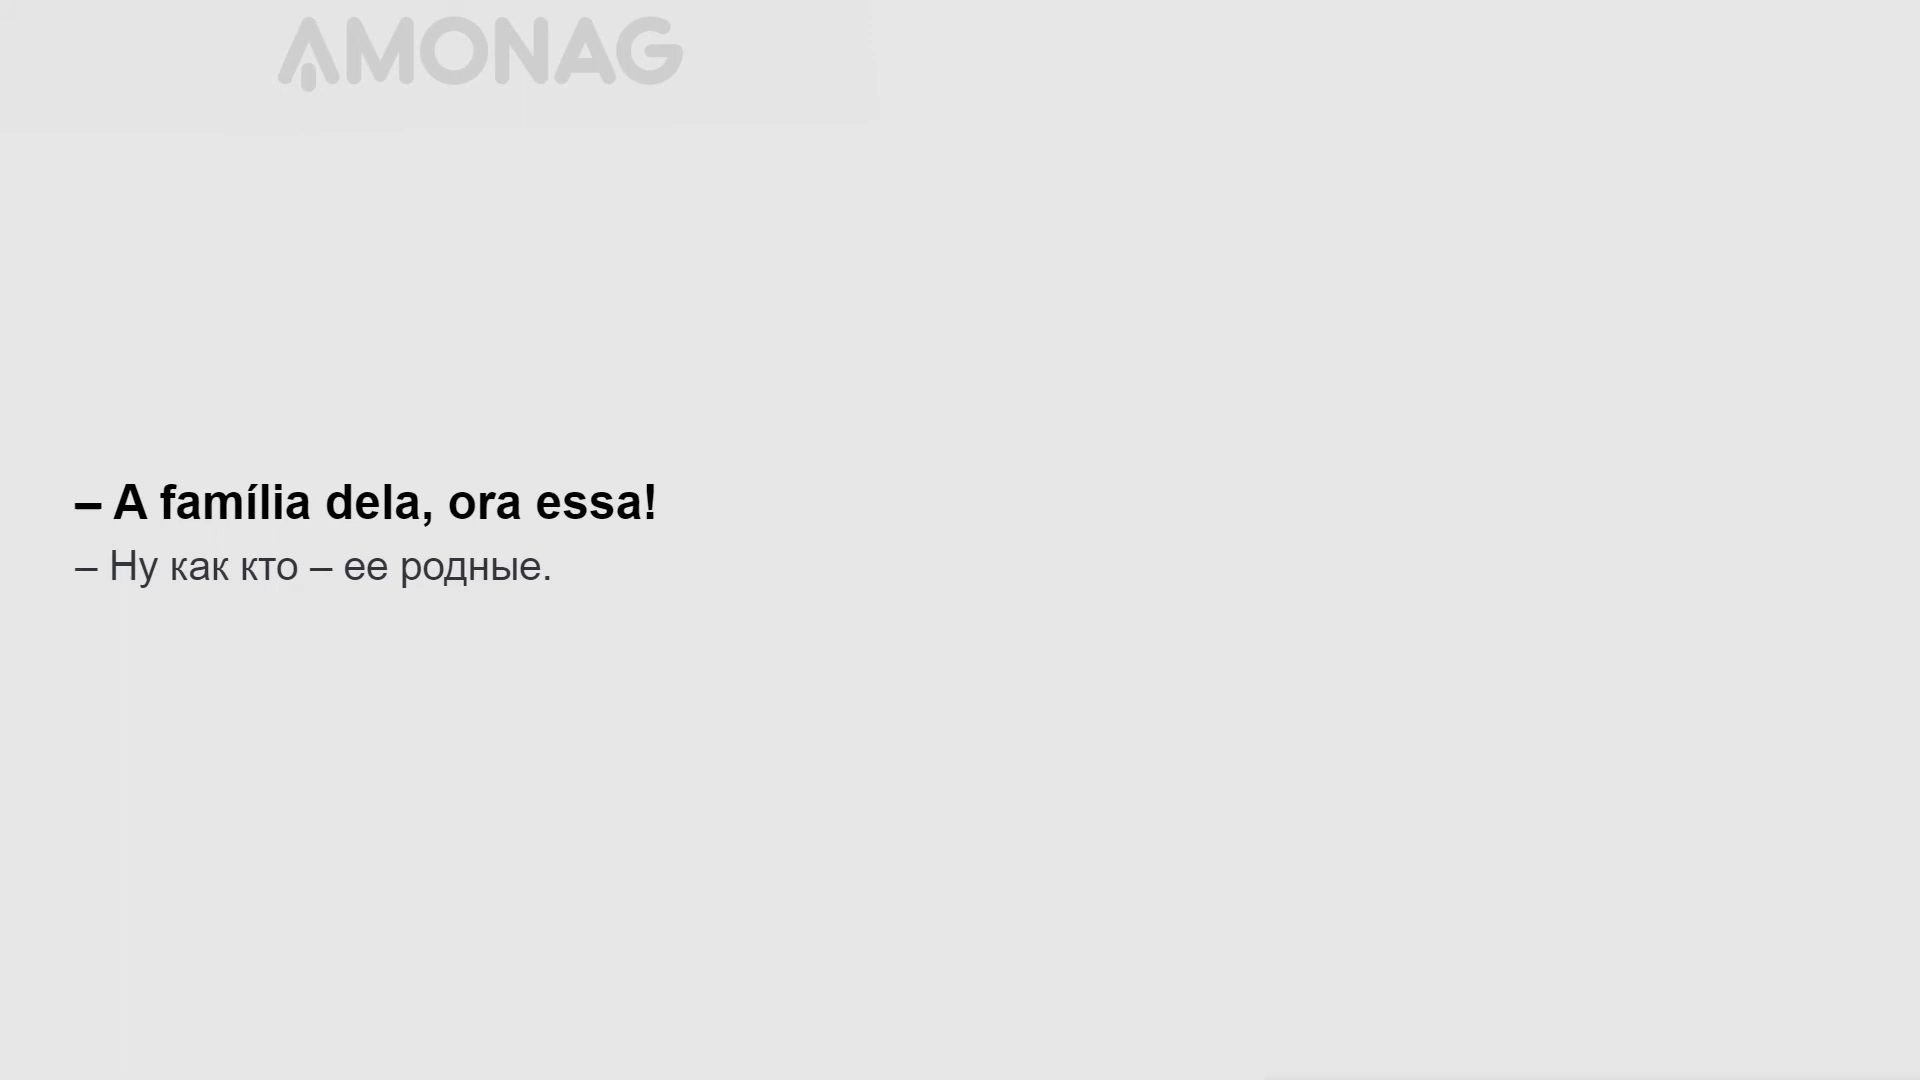 AMONAG
– A família dela, ora essa!
– Ну как кто – ее родные.